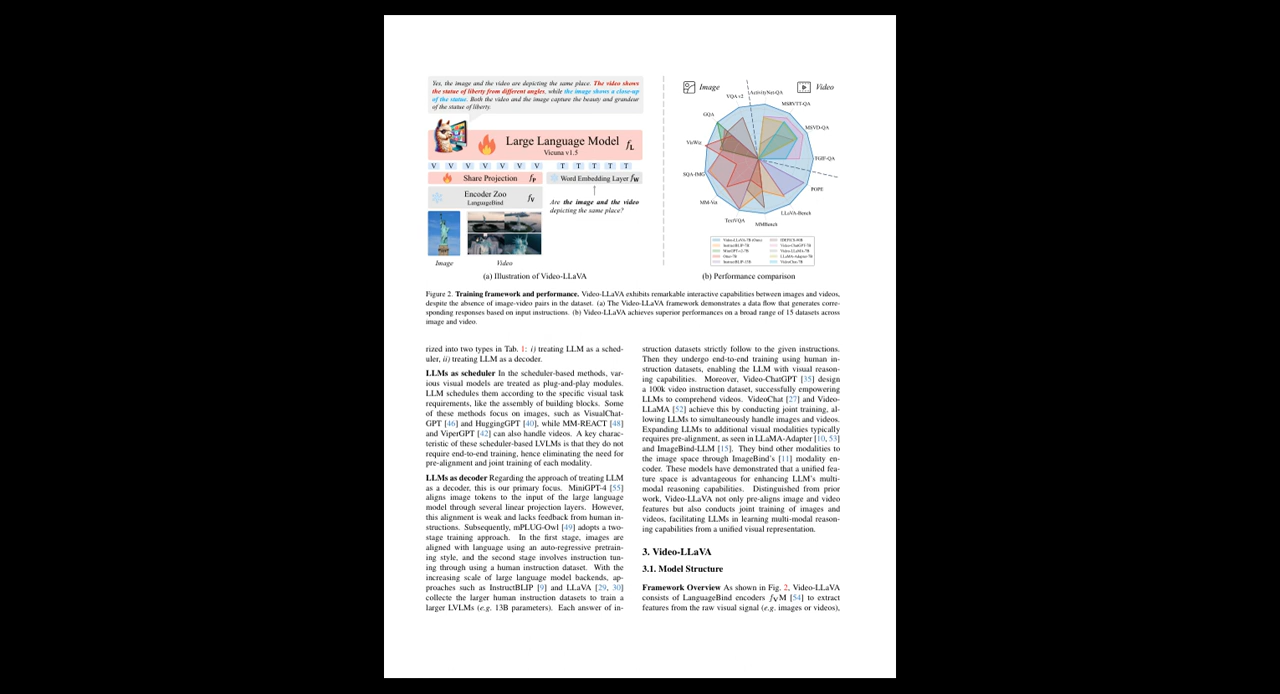 Yes, the image and the video are depicting the same place. The video shows
the statue of liberty from different angles, while the image shows a close-up
of the statue. Both the video and the image capture the beauty and grandeur
of the statue of liberty.
Large Language Model fL
Vicuna v1.5
V V V V V V T T T T T
Share Projection fP
Word Embedding Layer fW
Encoder Zoo fV
LanguageBind
Are the image and the video
depicting the same place?
Image Video
(a) Illustration of Video-LLaVA
Image
Video
VQAv2
ActivityNet-QA
MSRVTT-QA
GQA
MSVD-QA
VisWiz
TGIF-QA
SQA-IMG
POPE
MM-Vet
LLaVA-Bench
TextVQA
MMBench
InstructBLIP-7B
Video-ChatGPT-7B
Video-LLaMA-7B
LLaMA-Adapter-7B
InstructBLIP-13B
VideoChat-7B
(b) Performance comparison
Figure 2. Training framework and performance. Video-LLaVA exhibits remarkable interactive capabilities between images and videos,
despite the absence of image-video pairs in the dataset. (a) The Video-LLaVA framework demonstrates a data flow that generates corre-
sponding responses based on input instructions. (b) Video-LLaVA achieves superior performances on a broad range of 15 datasets across
image and video.
rized into two types in Tab. 1: i) treating LLM as a sched-
uler, ii) treating LLM as a decoder.
LLMs as scheduler In the scheduler-based methods, var-
ious visual models are treated as plug-and-play modules.
LLM schedules them according to the specific visual task
requirements, like the assembly of building blocks. Some
of these methods focus on images, such as VisualChat-
GPT [46] and HuggingGPT [40], while MM-REACT [48]
and ViperGPT [42] can also handle videos. A key charac-
teristic of these scheduler-based LVLMs is that they do not
require end-to-end training, hence eliminating the need for
pre-alignment and joint training of each modality.
LLMs as decoder Regarding the approach of treating LLM
as a decoder, this is our primary focus. MiniGPT-4 [55]
aligns image tokens to the input of the large language
model through several linear projection layers. However,
this alignment is weak and lacks feedback from human in-
structions. Subsequently, mPLUG-Owl [49] adopts a two-
stage training approach. In the first stage, images are
aligned with language using an auto-regressive pretrain-
ing style, and the second stage involves instruction tun-
ing through using a human instruction dataset. With the
increasing scale of large language model backends, ap-
proaches such as InstructBLIP [9] and LLaVA [29, 30]
collecte the larger human instruction datasets to train a
larger LVLMs (e.g. 13B parameters). Each answer of in-
struction datasets strictly follow to the given instructions.
Then they undergo end-to-end training using human in-
struction datasets, enabling the LLM with visual reason-
ing capabilities. Moreover, Video-ChatGPT [35] design
a 100k video instruction dataset, successfully empowering
LLMs to comprehend videos. VideoChat [27] and Video-
LLaMA [52] achieve this by conducting joint training, al-
lowing LLMs to simultaneously handle images and videos.
Expanding LLMs to additional visual modalities typically
requires pre-alignment, as seen in LLaMA-Adapter [10, 53]
and ImageBind-LLM [15]. They bind other modalities to
the image space through ImageBind's [11] modality en-
coder. These models have demonstrated that a unified fea-
ture space is advantageous for enhancing LLM's multi-
modal reasoning capabilities. Distinguished from prior
work, Video-LLaVA not only pre-aligns image and video
features but also conducts joint training of images and
videos, facilitating LLMs in learning multi-modal reason-
ing capabilities from a unified visual representation.
3. Video-LLaVA
3.1. Model Structure
Framework Overview As shown in Fig. 2, Video-LLaVA
consists of LanguageBind encoders fVM [54] to extract
features from the raw visual signal (e.g. images or videos),